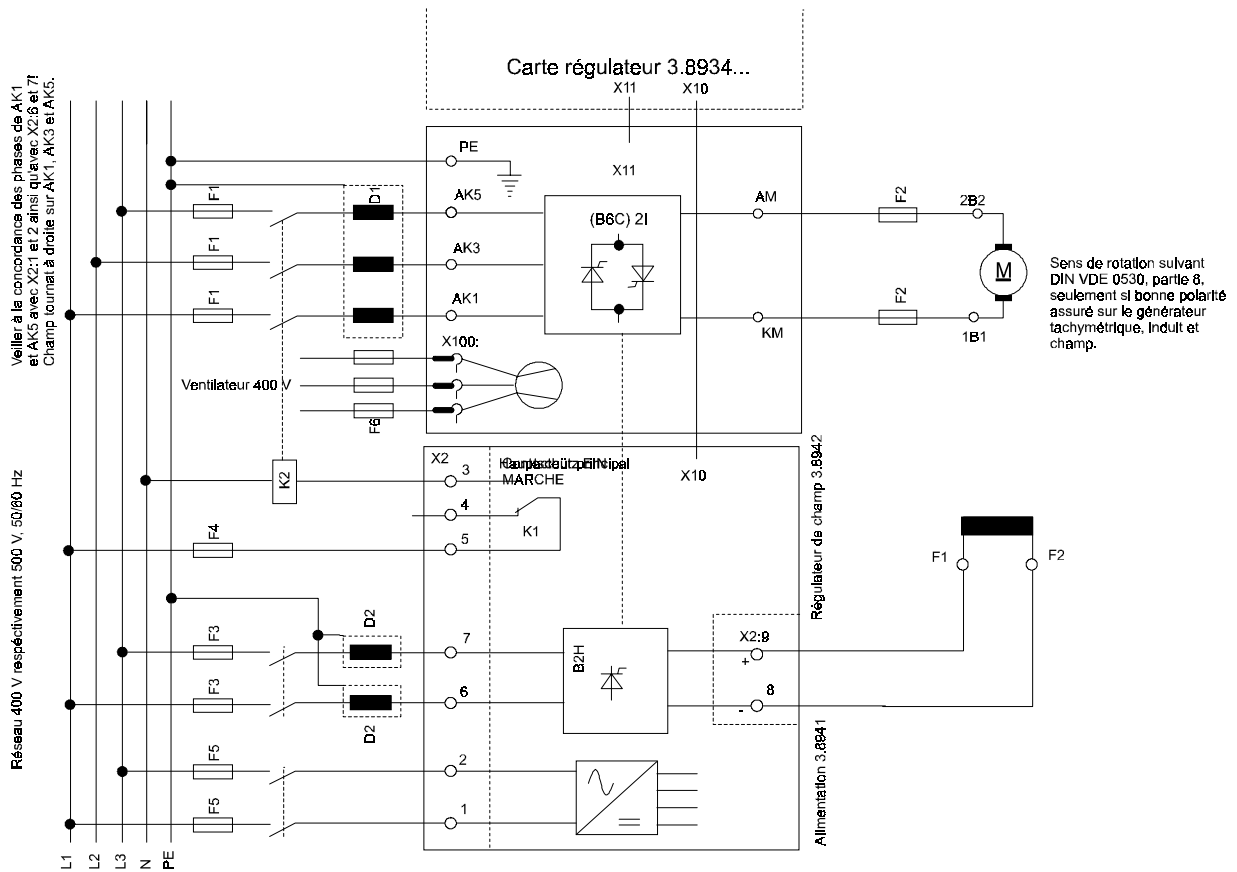 Carte régulateur 3.8934...
X11
X10
Veiller à la concordance des phases de AK1
et AK5 avec X2:1 et 2 ainsi qu'avec X2:6 et 7!
Champ tournat à droite sur AK1, AK3 et AK5.
PE
X11
F1
D1
AK5
(B6C) 2I
AM
F2
2B2
F1
AK3
M
Sens de rotation suivant
DIN VDE 0530, partie 8,
seulement si bonne polarité
assuré sur le générateur
tachymétrique, induit et
champ.
F1
AK1
KM
F2
1B1
X100:
Ventilateur 400 V
F6
Réseau 400 V respéctivement 500 V, 50/60 Hz
X2
principal
MARCHE
X10
Régulateur de champ 3.8942
K2
3
4
K1
F4
5
F1
F2
D2
F3
7
B2H
X2:9
+
F3
6
8
-
D2
Alimentation 3.8941
F5
2
F5
1
L1
L2
L3
N
PE